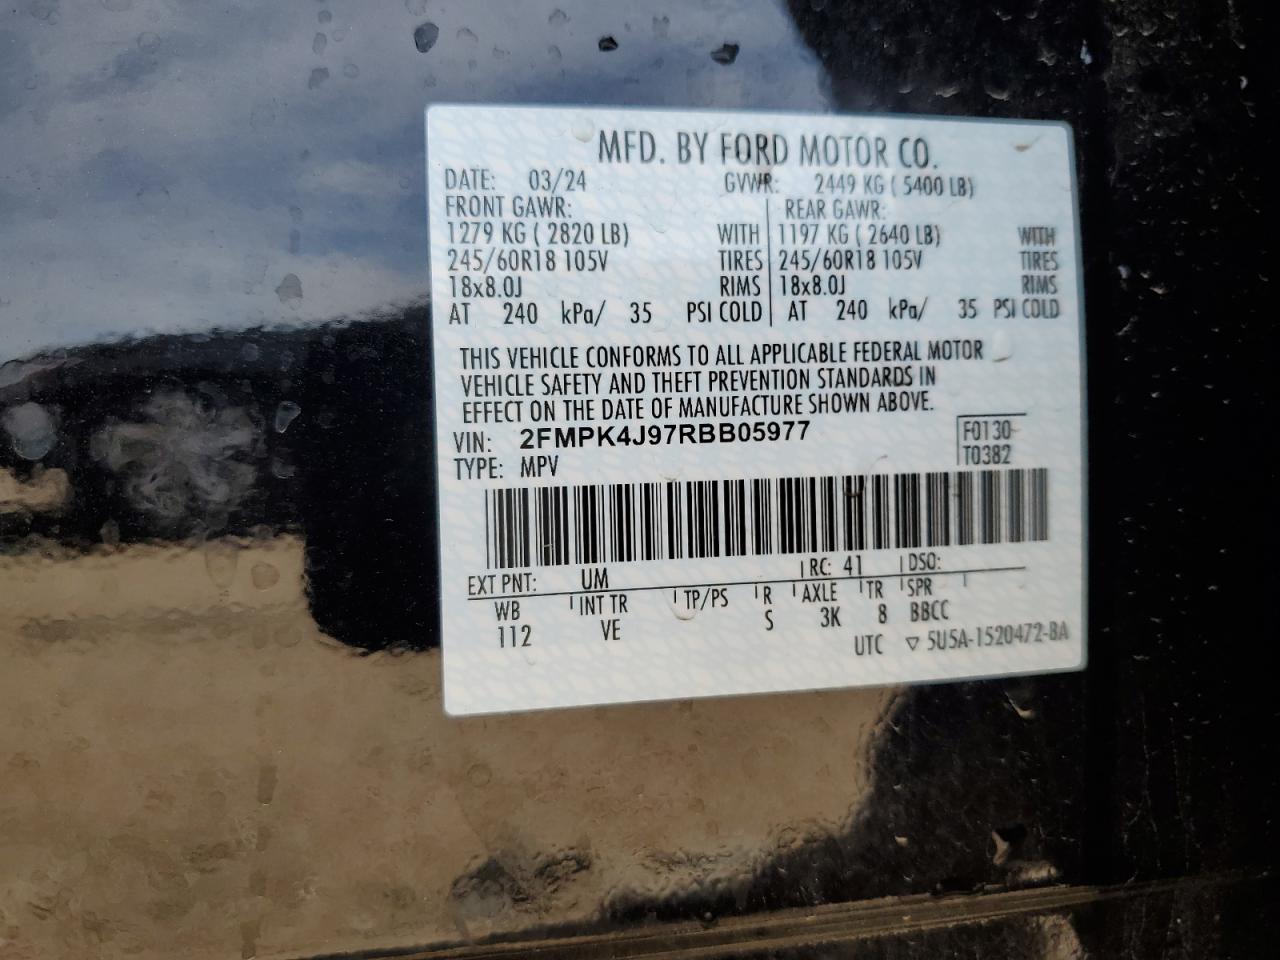 MFD. BY FORD MOTOR CO.
DATE: 03/24 GVWR: 2449 KG ( 5400 LB)
FRONT GAWR: REAR GAWR:
1279 KG ( 2820 LB) WITH 1197 KG ( 2640 LB) WITH
245/60R18 105V TIRES 245/60R18 105V TIRES
18x8.0J RIMS 18x8.0J RIMS
AT 240 kPa/ 35 PSI COLD AT 240 kPa/ 35 PSI COLD
THIS VEHICLE CONFORMS TO ALL APPLICABLE FEDERAL MOTOR
VEHICLE SAFETY AND THEFT PREVENTION STANDARDS IN
EFFECT ON THE DATE OF MANUFACTURE SHOWN ABOVE.
VIN: 2FMPK4J97RBB05977 F0130
TYPE: MPV T0382
EXT PNT: UM RC: 41 DSO:
WB INT TR TP/PS R AXLE TR SPR
112 VE S 3K 8 BBCC
UTC ▽ 5U5A-1520472-BA